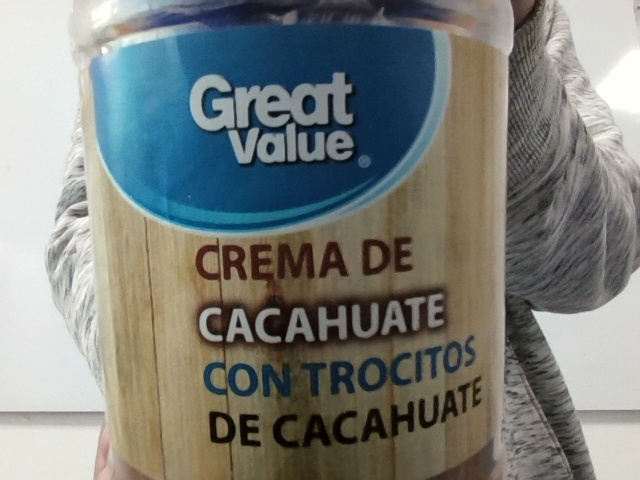 Great
Value®
CREMA DE
CACAHUATE
CON TROCITOS
DE CACAHUATE